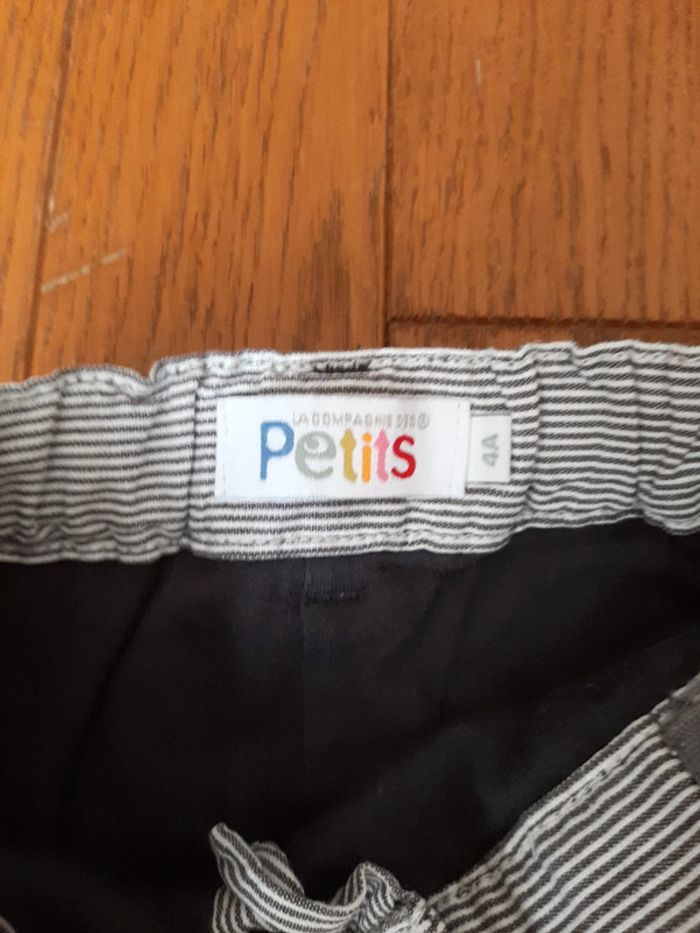 LA COMPAGNIE DES ®
Petits
4A